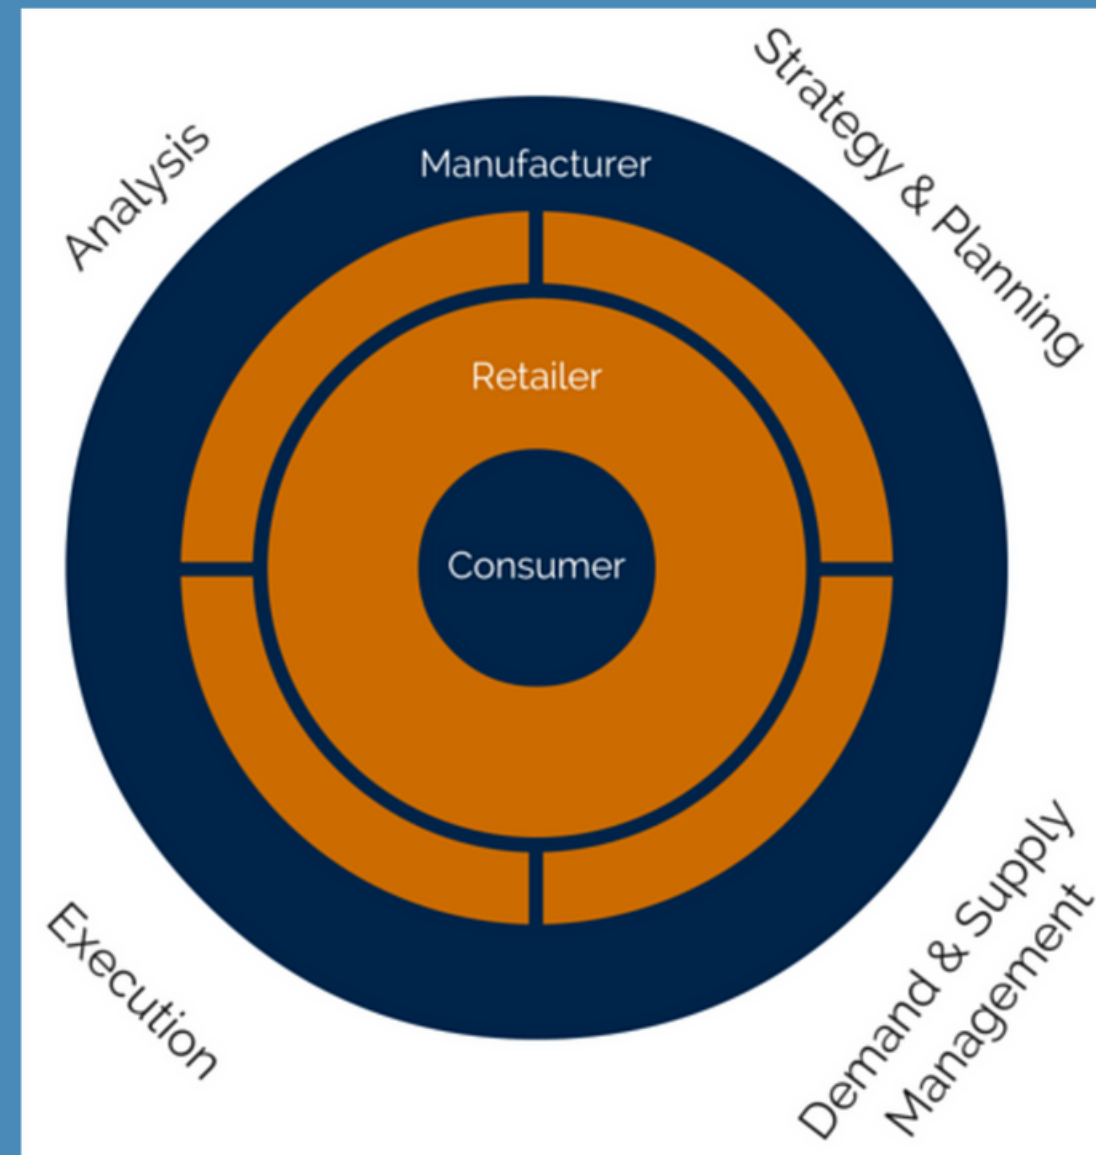 Analysis
Strategy & Planning
Manufacturer
Retailer
Consumer
Execution
Demand & Supply
Management